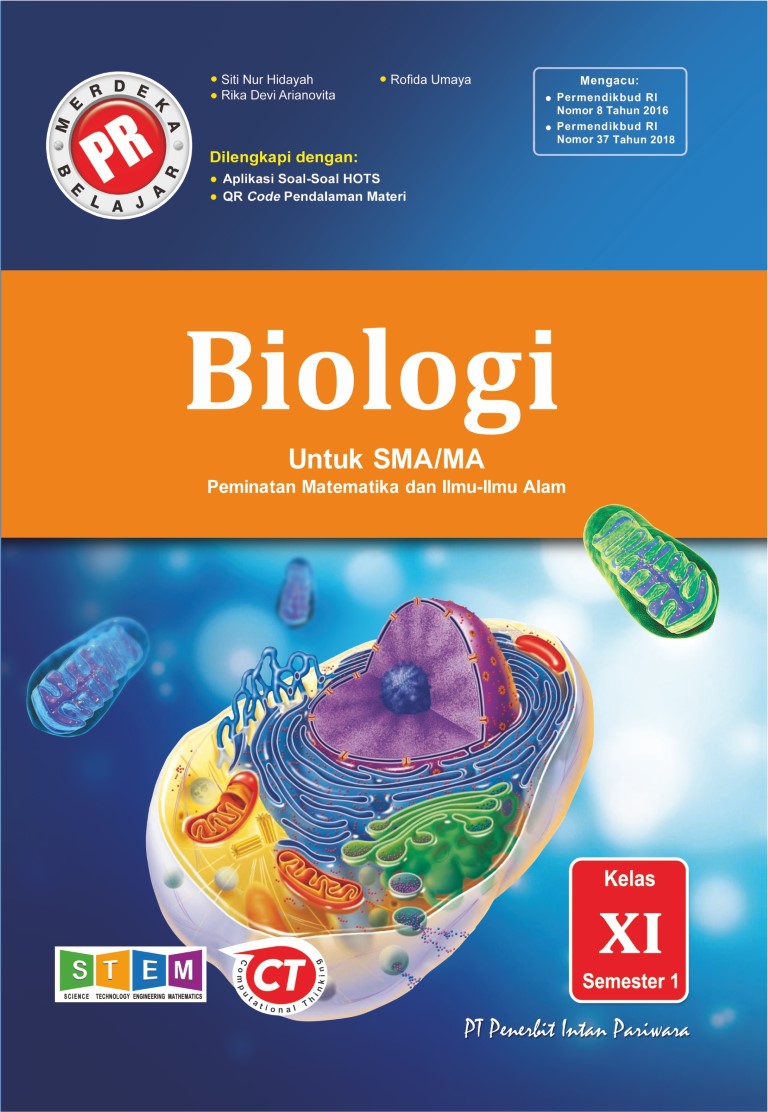 MERDEKA
PR
BELAJAR
• Siti Nur Hidayah
• Rofida Umaya
• Rika Devi Arianovita
Dilengkapi dengan:
• Aplikasi Soal-Soal HOTS
• QR Code Pendalaman Materi
Mengacu:
• Permendikbud RI
Nomor 8 Tahun 2016
• Permendikbud RI
Nomor 37 Tahun 2018
Biologi
Untuk SMA/MA
Peminatan Matematika dan Ilmu-Ilmu Alam
Kelas
XI
Semester 1
STEM
SCIENCE TECHNOLOGY ENGINEERING MATHEMATICS
CT
Computational Thinking
PT Penerbit Intan Pariwara